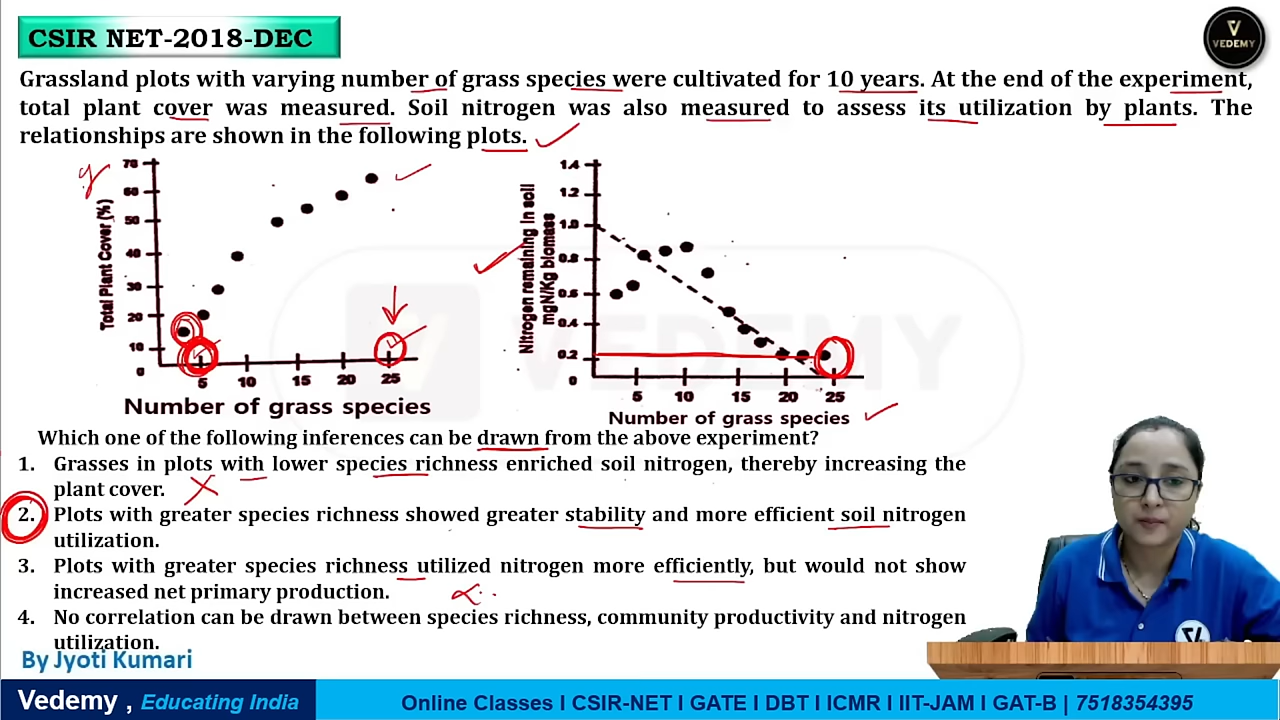 CSIR NET-2018-DEC
VEDEMY
Grassland plots with varying number of grass species were cultivated for 10 years. At the end of the experiment,
total plant cover was measured. Soil nitrogen was also measured to assess its utilization by plants. The
relationships are shown in the following plots.
y
70
60
50
40
30
20
10
0
Total Plant Cover (%)
5 10 15 20 25
Number of grass species
1.4
1.2
1.0
0.8
0.6
0.4
0.2
0
Nitrogen remaining in soil
mgN/Kg biomass
5 10 15 20 25
Number of grass species
VEDEMY
Which one of the following inferences can be drawn from the above experiment?
1. Grasses in plots with lower species richness enriched soil nitrogen, thereby increasing the
plant cover.
2. Plots with greater species richness showed greater stability and more efficient soil nitrogen
utilization.
3. Plots with greater species richness utilized nitrogen more efficiently, but would not show
increased net primary production.
4. No correlation can be drawn between species richness, community productivity and nitrogen
utilization.
By Jyoti Kumari
Vedemy , Educating India
Online Classes I CSIR-NET I GATE I DBT I ICMR I IIT-JAM I GAT-B | 7518354395